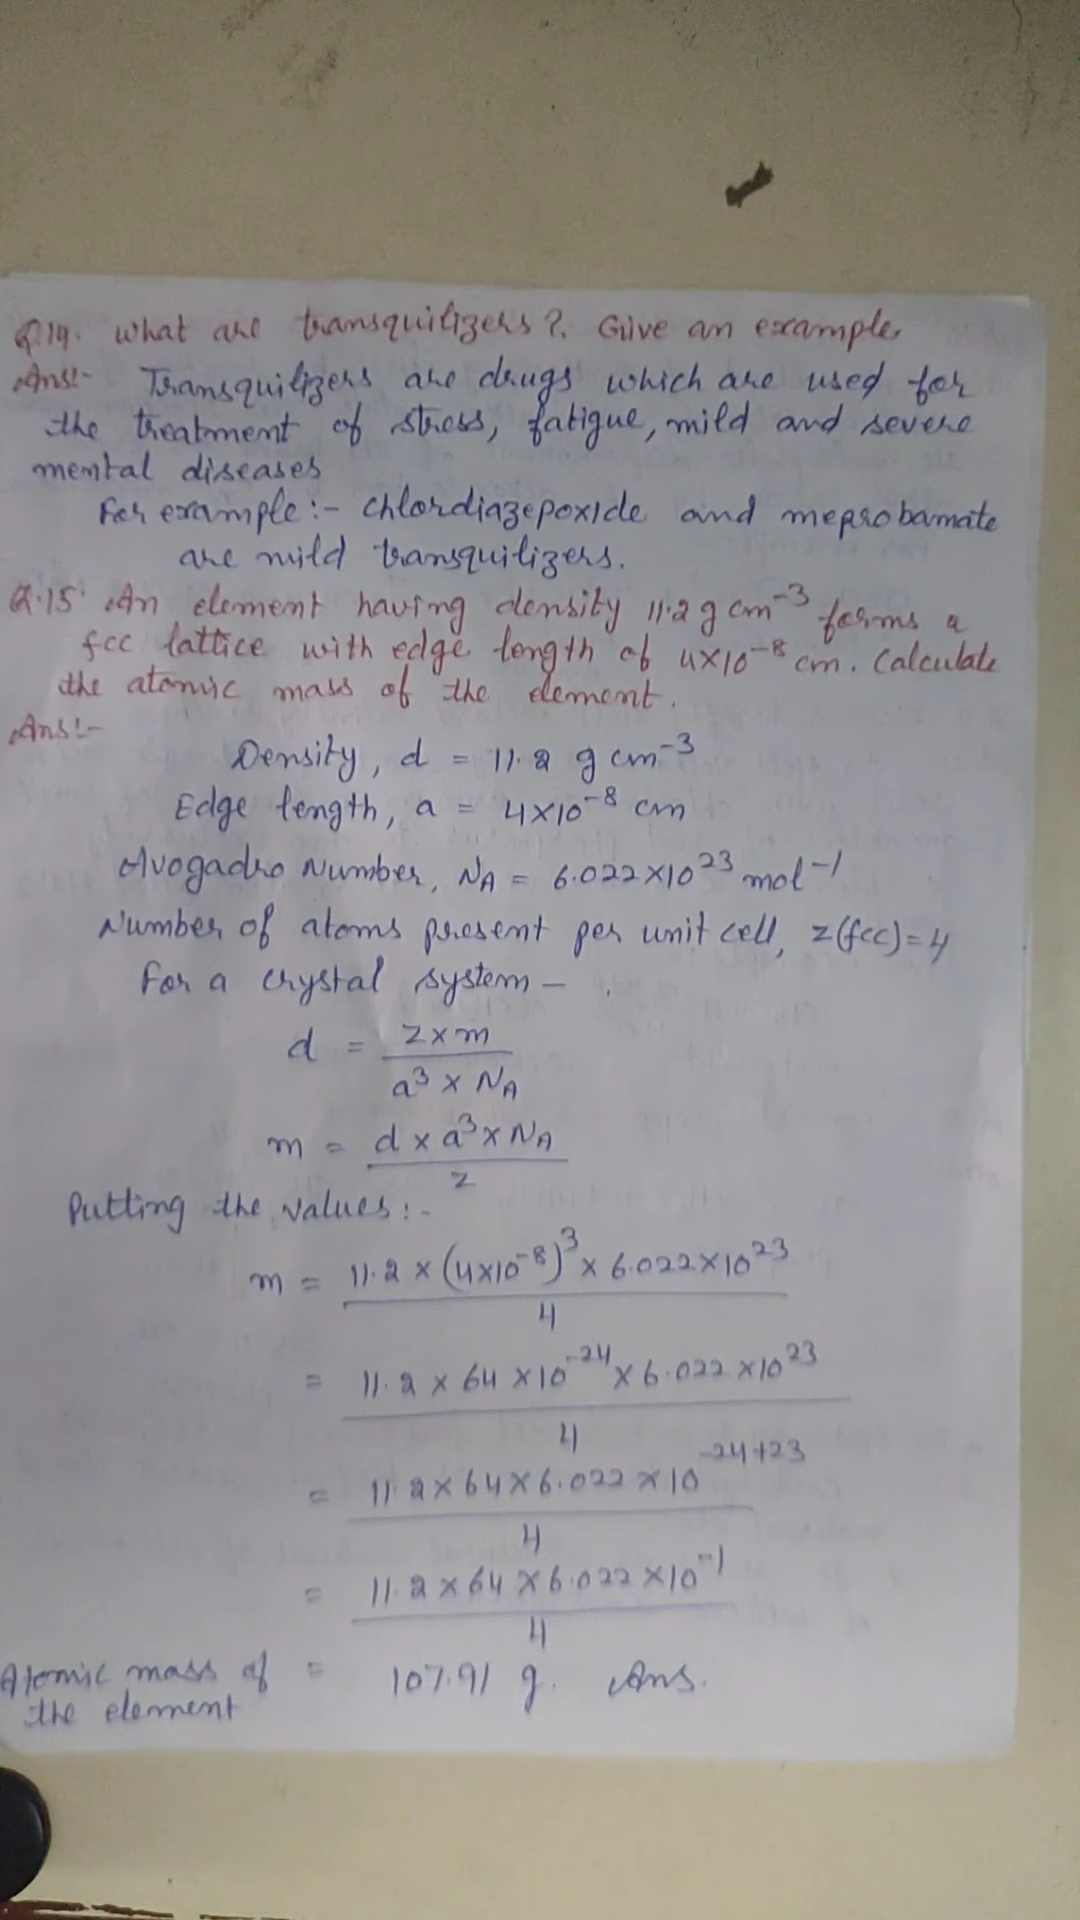 Q.14. What are transquilizers?. Give an example.
Ans:- Transquilizers are drugs which are used for
the treatment of stress, fatigue, mild and severe
mental diseases
For example:- chlordiazepoxide and meprobamate
are mild transquilizers.
Q.15 An element having density 11.2 g cm⁻³ forms a
fcc lattice with edge length of 4×10⁻⁸ cm. Calculate
the atomic mass of the element.
Ans:-
Density, d = 11.2 g cm⁻³
Edge length, a = 4×10⁻⁸ cm
Avogadro Number, NA = 6.022×10²³ mol⁻¹
Number of atoms present per unit cell, z(fcc)=4
For a crystal system –
d = z×m
a³ × NA
m = d × a³ × NA
z
Putting the values:-
m = 11.2 × (4×10⁻⁸)³ × 6.022×10²³
4
= 11.2 × 64 ×10⁻²⁴ × 6.022 ×10²³
4
= 11.2×64×6.022 ×10⁻²⁴⁺²³
4
= 11.2×64×6.022 ×10⁻¹
4
Atomic mass of = 107.91 g. Ans.
the element